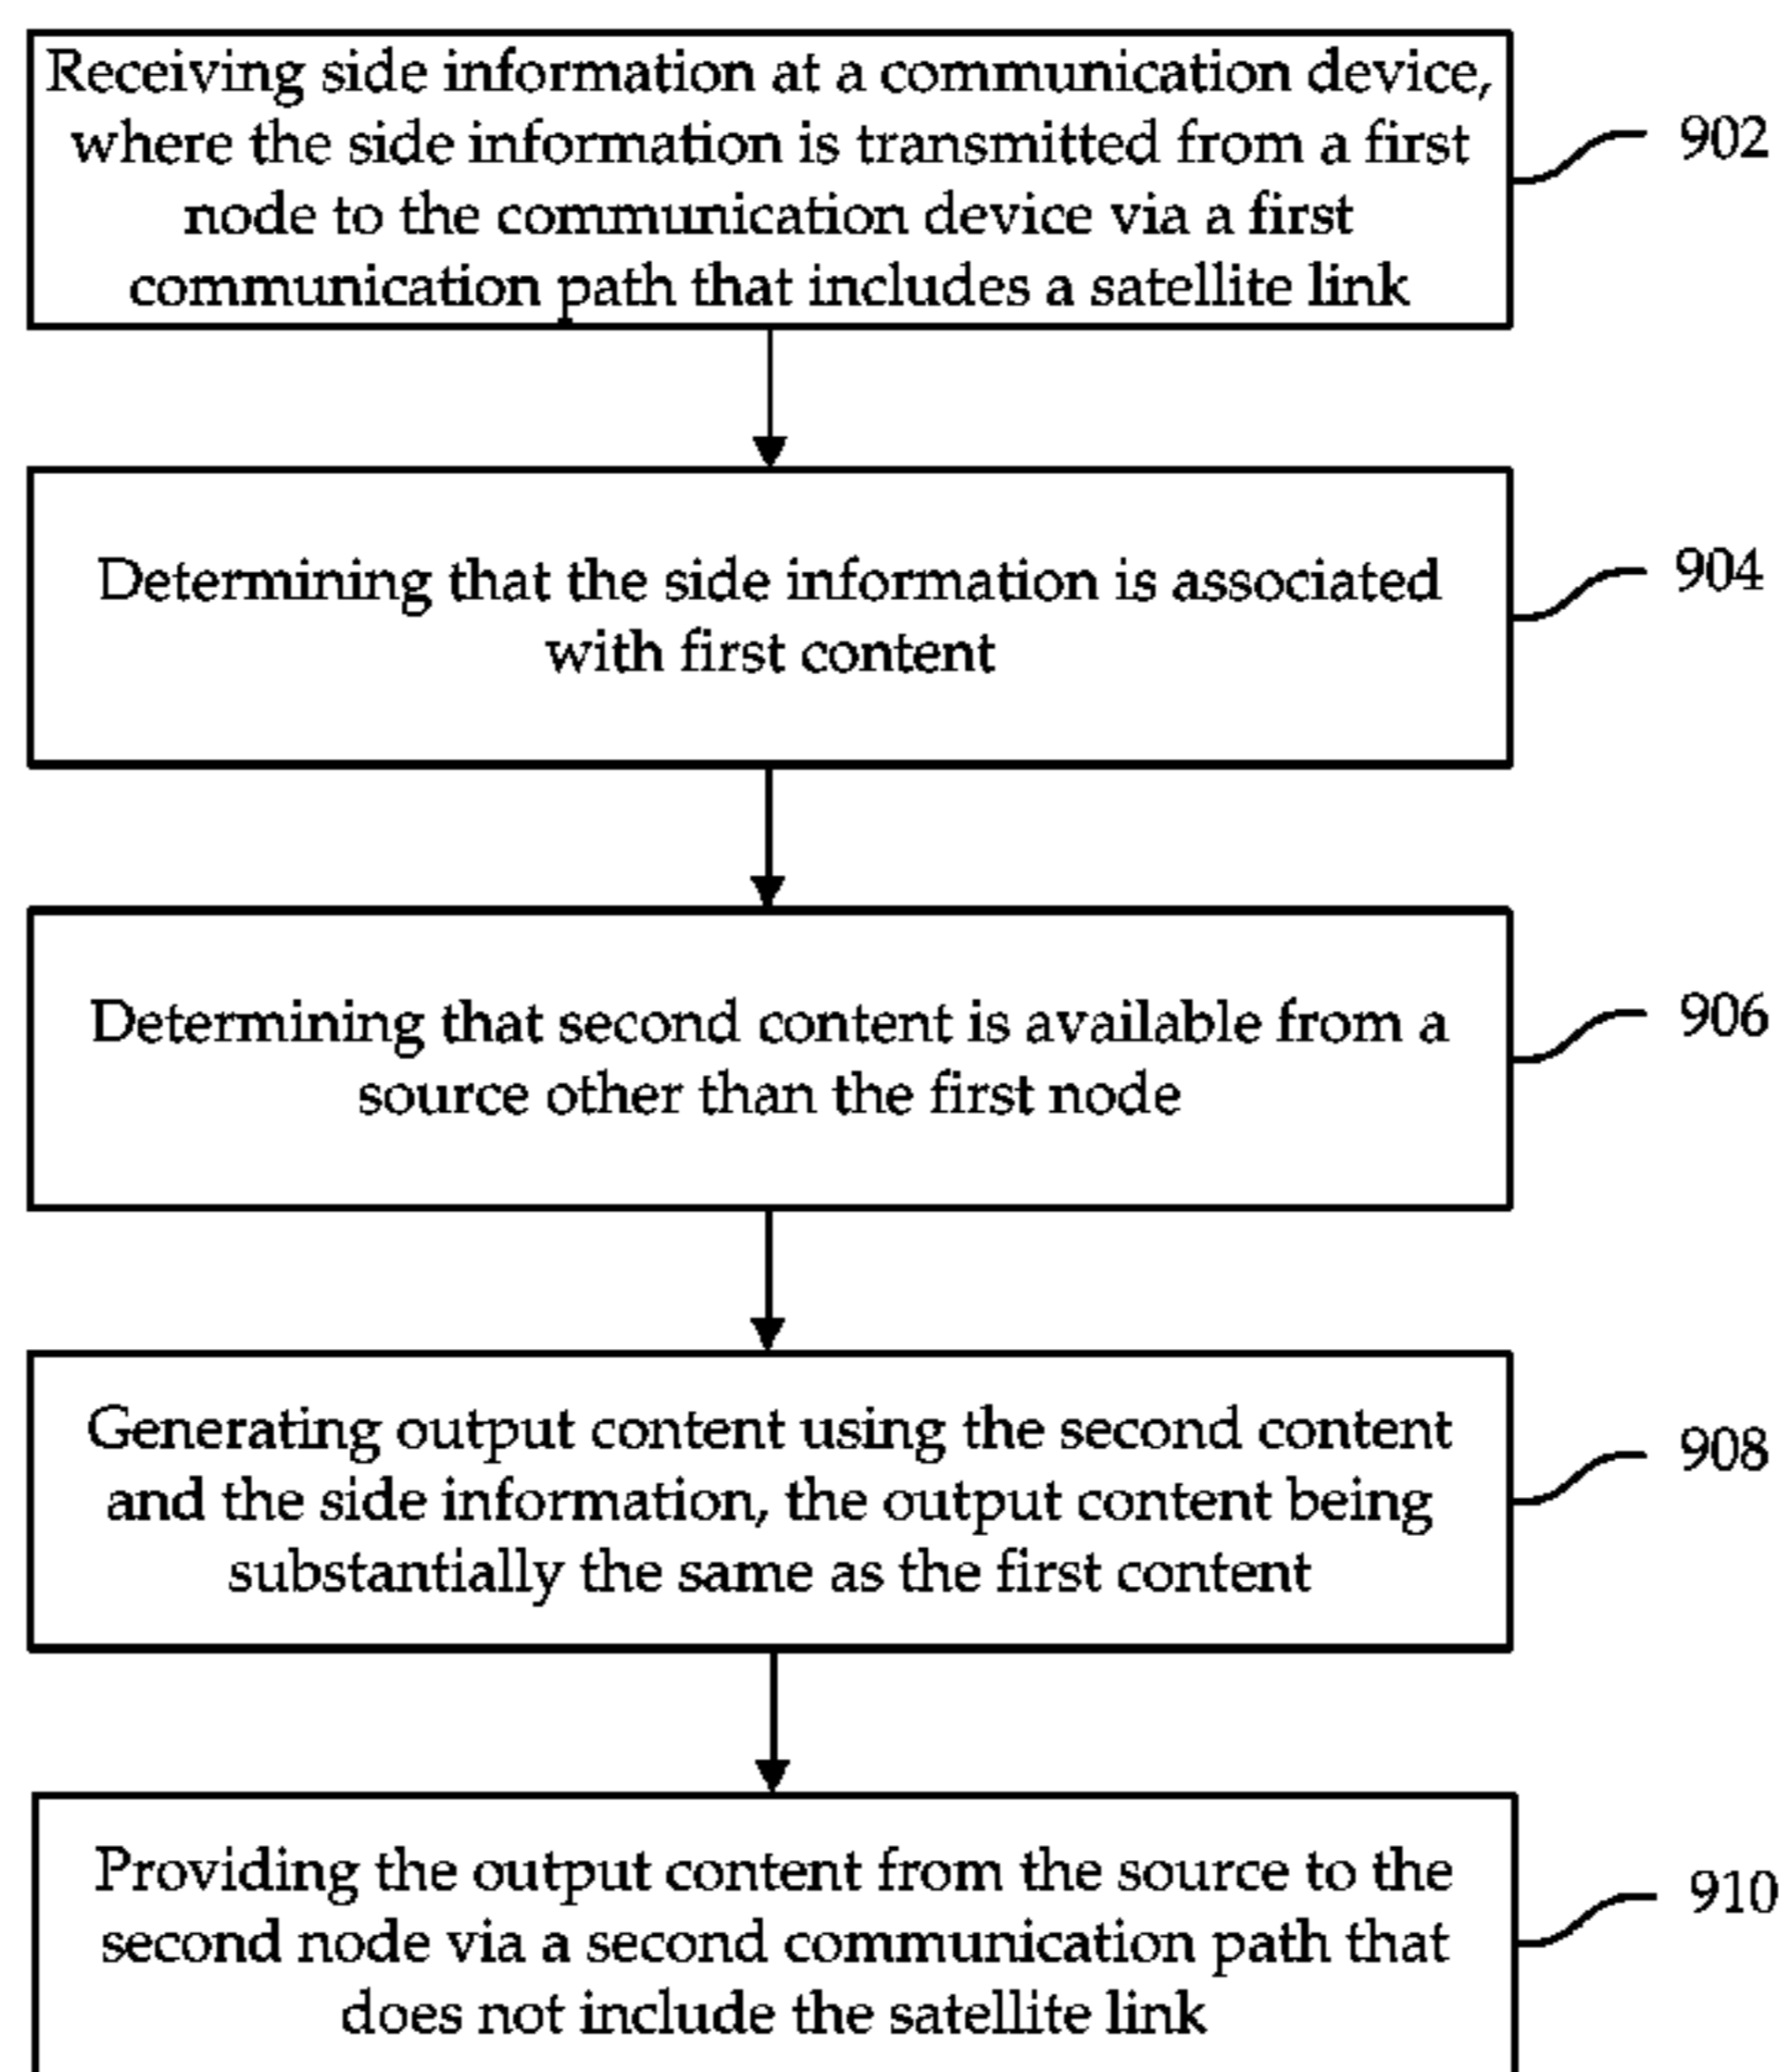 Receiving side information at a communication device,
where the side information is transmitted from a first
node to the communication device via a first
communication path that includes a satellite link
902
Determining that the side information is associated
with first content
904
Determining that second content is available from a
source other than the first node
906
Generating output content using the second content
and the side information, the output content being
substantially the same as the first content
908
Providing the output content from the source to the
second node via a second communication path that
does not include the satellite link
910